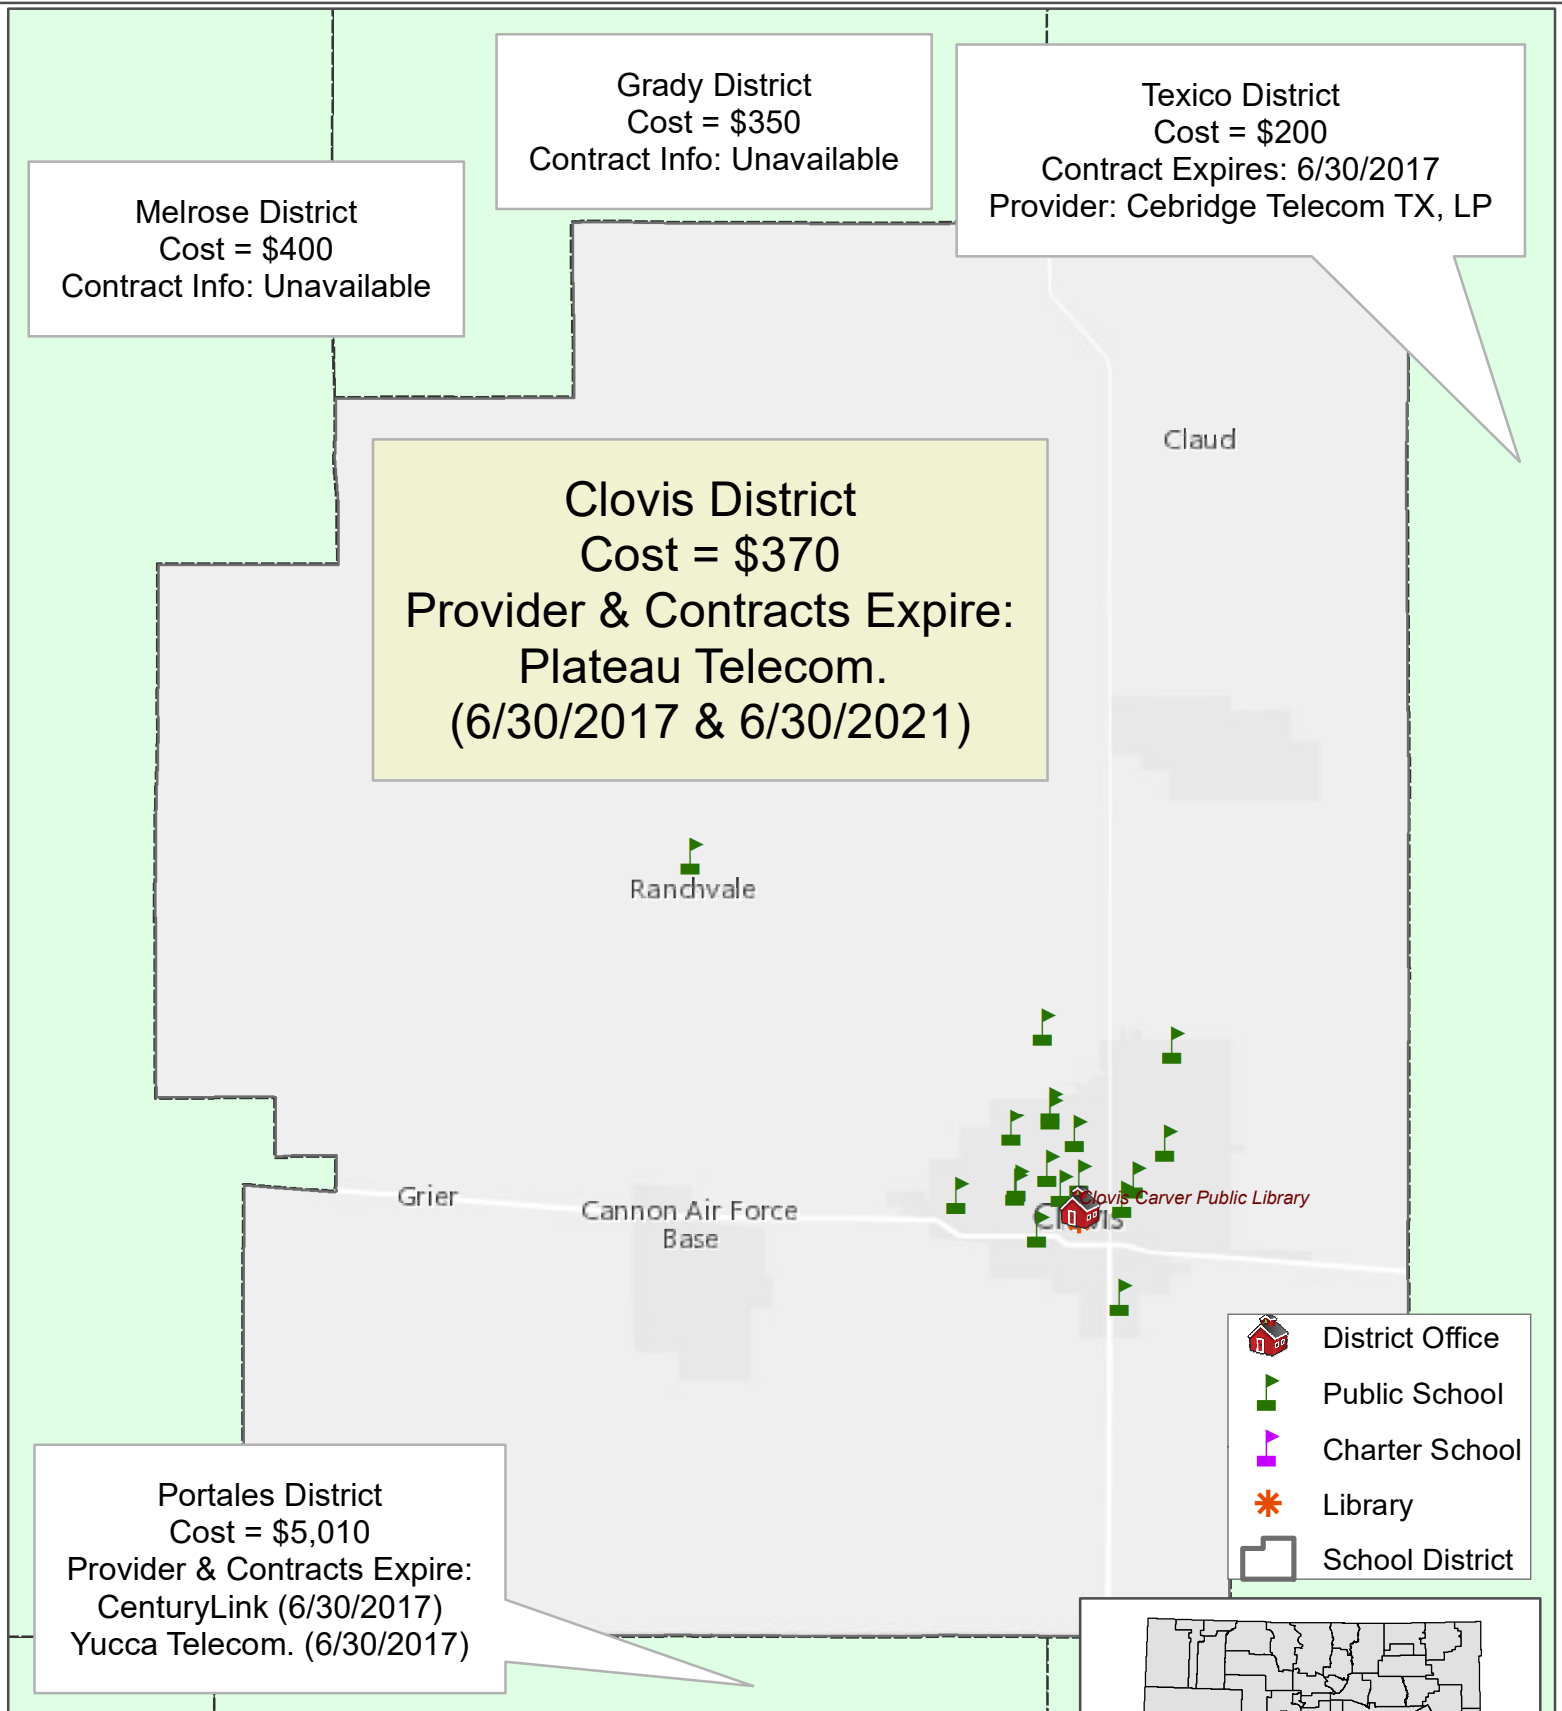 Grady District
Cost = $350
Contract Info: Unavailable
Texico District
Cost = $200
Contract Expires: 6/30/2017
Provider: Cebridge Telecom TX, LP
Melrose District
Cost = $400
Contract Info: Unavailable
Claud
Clovis District
Cost = $370
Provider & Contracts Expire:
Plateau Telecom.
(6/30/2017 & 6/30/2021)
Ranchvale
Grier
Cannon Air Force
Base
Clovis Carver Public Library
Clovis
District Office
Public School
Charter School
Library
School District
Portales District
Cost = $5,010
Provider & Contracts Expire:
CenturyLink (6/30/2017)
Yucca Telecom. (6/30/2017)